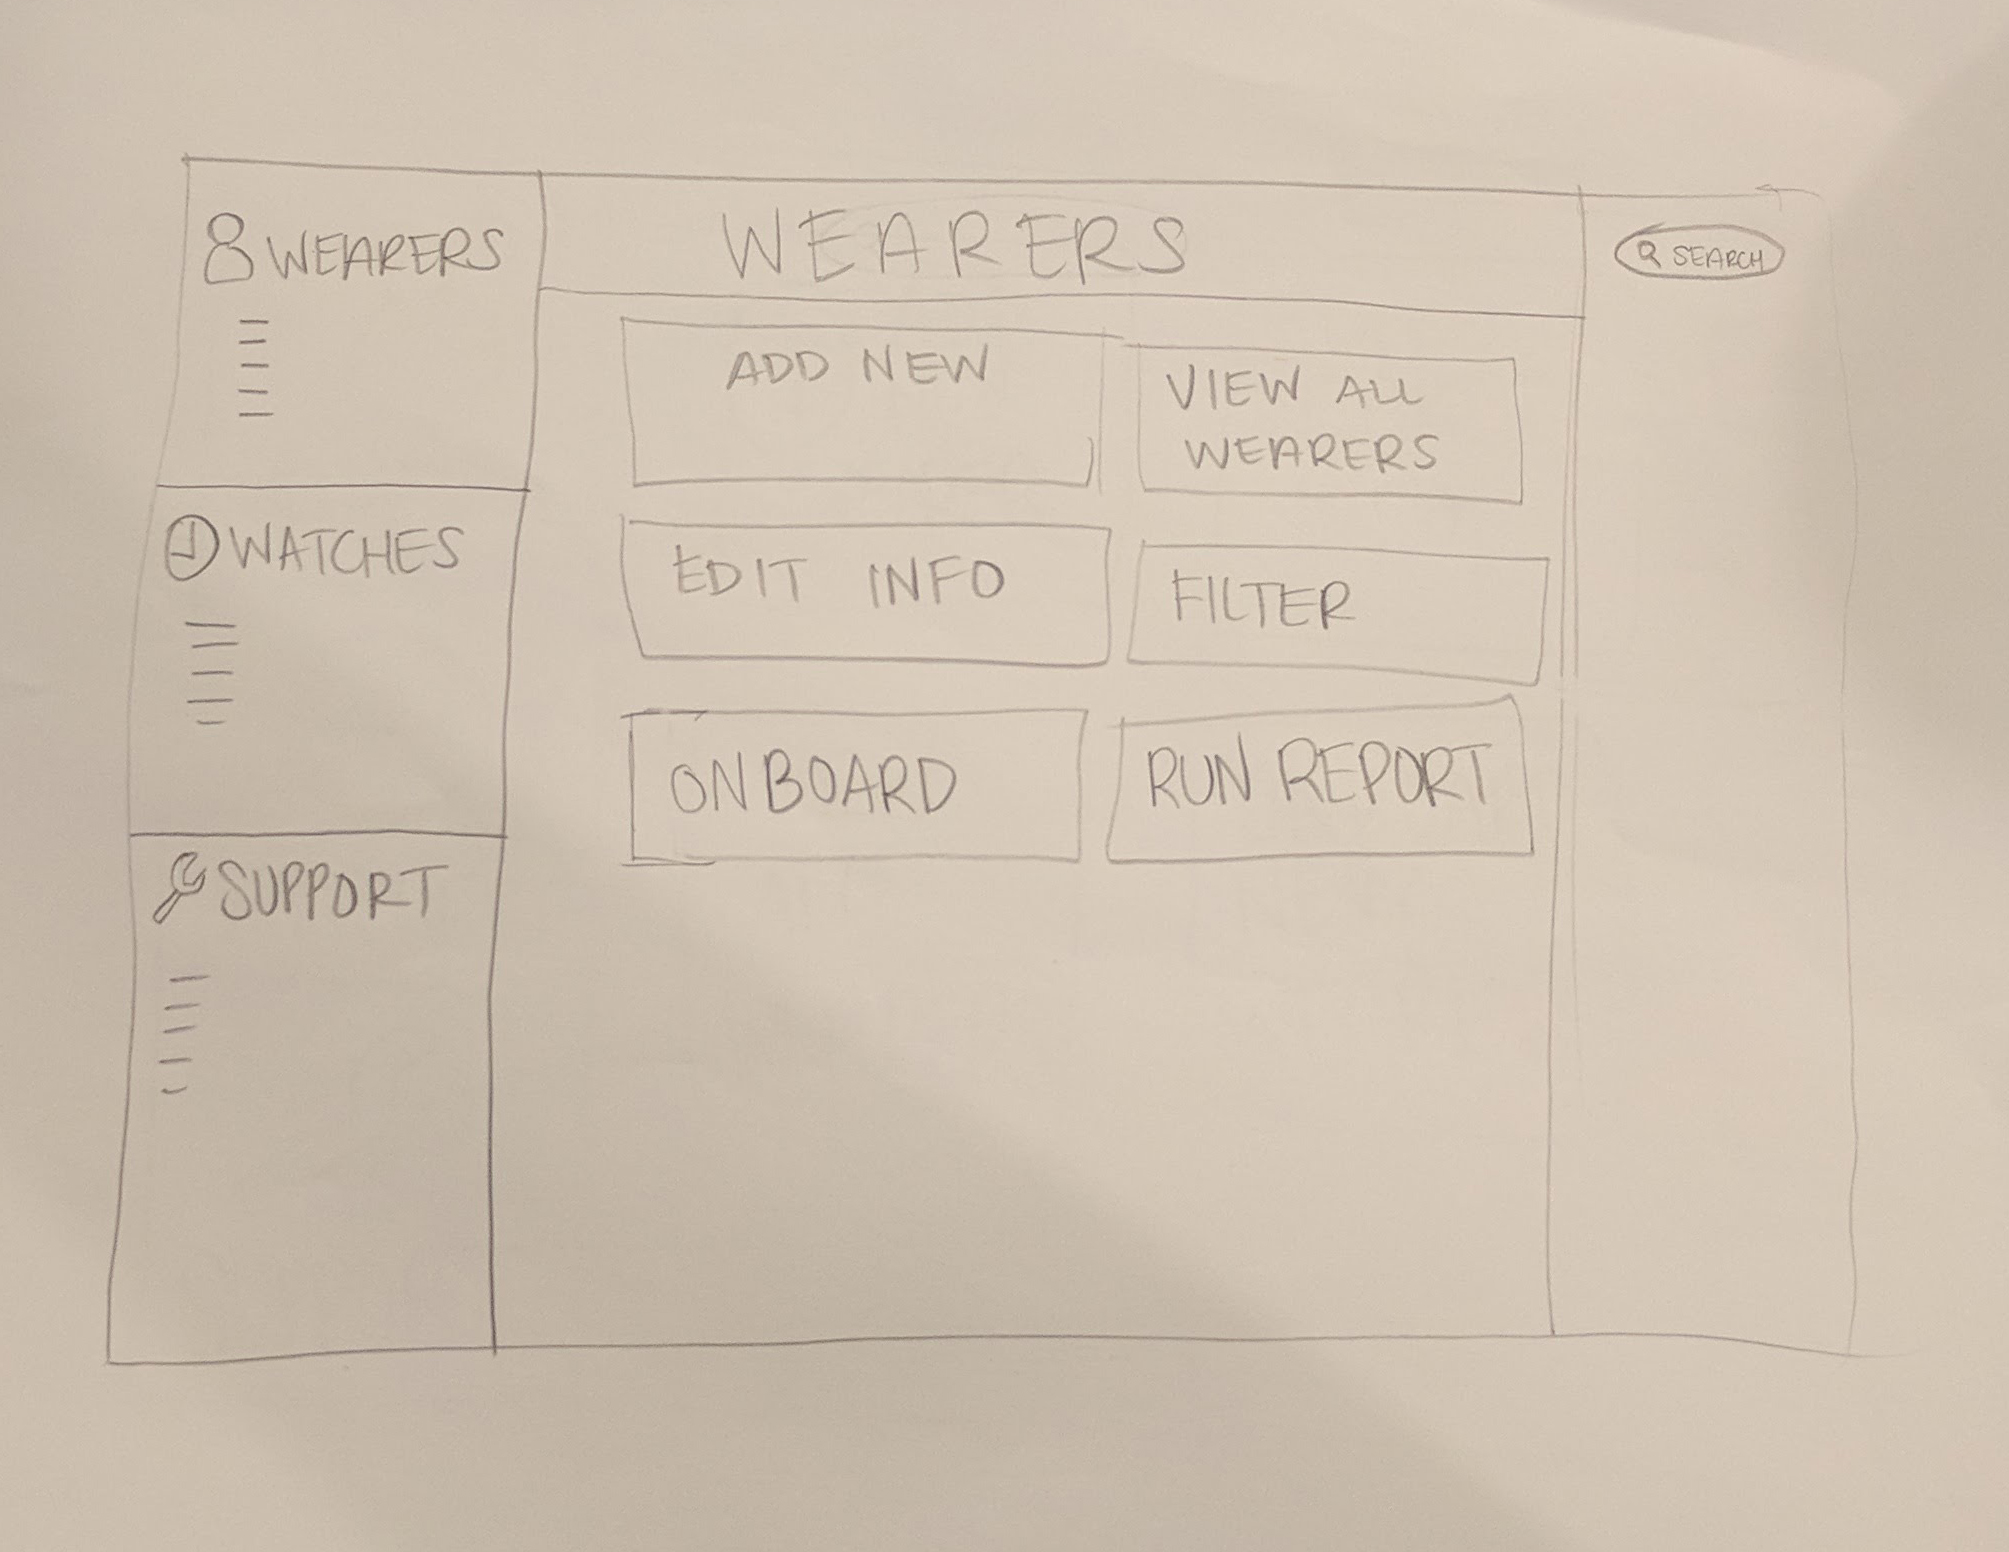 WEARERS
WATCHES
SUPPORT
WEARERS
ADD NEW
VIEW ALL
WEARERS
EDIT INFO
FILTER
ONBOARD
RUN REPORT
SEARCH